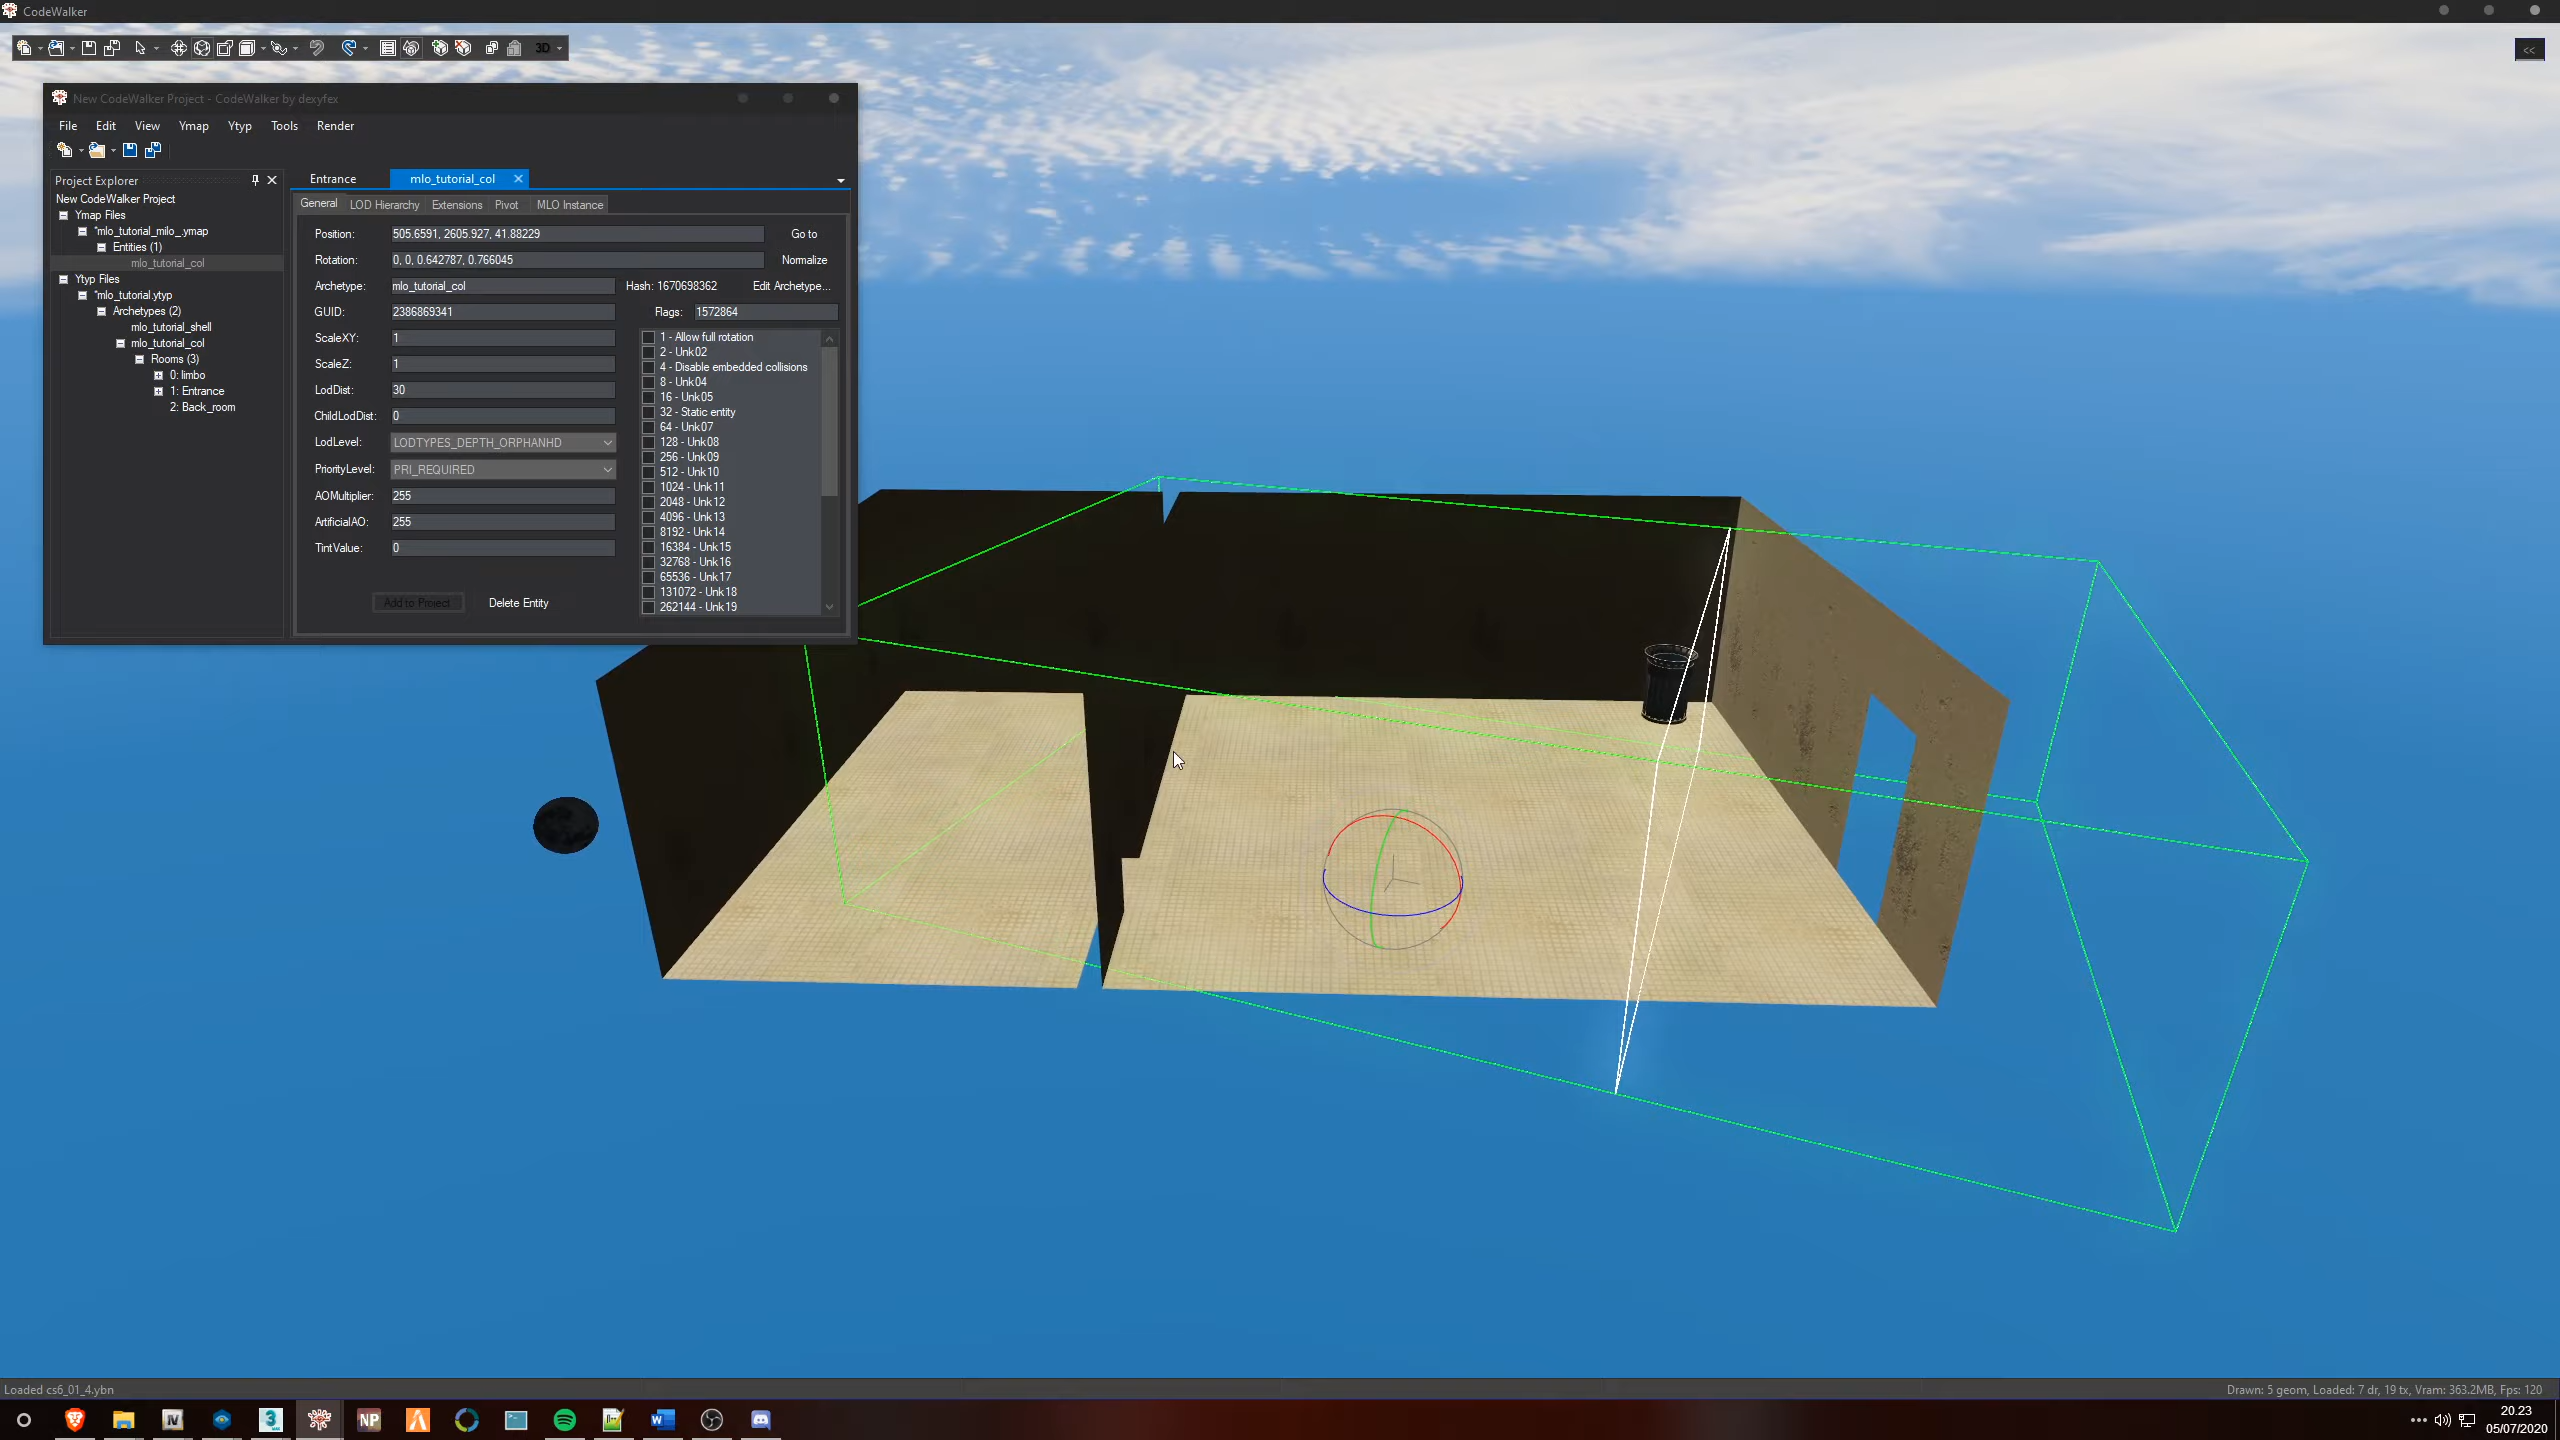 CodeWalker
3D
<<
New CodeWalker Project - CodeWalker by dexyfex
File Edit View Ymap Ytyp Tools Render
Project Explorer
New CodeWalker Project
Ymap Files
*mlo_tutorial_milo_.ymap
Entities (1)
mlo_tutorial_col
Ytyp Files
*mlo_tutorial.ytyp
Archetypes (2)
mlo_tutorial_shell
mlo_tutorial_col
Rooms (3)
0: limbo
1: Entrance
2: Back_room
Entrance mlo_tutorial_col
General LOD Hierarchy Extensions Pivot MLO Instance
Position: 505.6591, 2605.927, 41.88229 Go to
Rotation: 0, 0, 0.642787, 0.766045 Normalize
Archetype: mlo_tutorial_col Hash: 1670698362 Edit Archetype...
GUID: 2386869341 Flags: 1572864
ScaleXY: 1
ScaleZ: 1
LodDist: 30
ChildLodDist: 0
LodLevel: LODTYPES_DEPTH_ORPHANHD
PriorityLevel: PRI_REQUIRED
AOMultiplier: 255
ArtificialAO: 255
TintValue: 0
Add to Project Delete Entity
1 - Allow full rotation
2 - Unk02
4 - Disable embedded collisions
8 - Unk04
16 - Unk05
32 - Static entity
64 - Unk07
128 - Unk08
256 - Unk09
512 - Unk10
1024 - Unk11
2048 - Unk12
4096 - Unk13
8192 - Unk14
16384 - Unk15
32768 - Unk16
65536 - Unk17
131072 - Unk18
262144 - Unk19
Loaded cs6_01_4.ybn
Drawn: 5 geom, Loaded: 7 dr, 19 tx, Vram: 363.2MB, Fps: 120
NP
20.23
05/07/2020